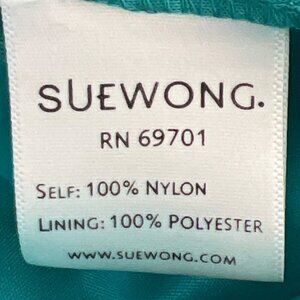 SUEWONG.
RN 69701
SELF: 100% NYLON
LINING: 100% POLYESTER
WWW.SUEWONG.COM